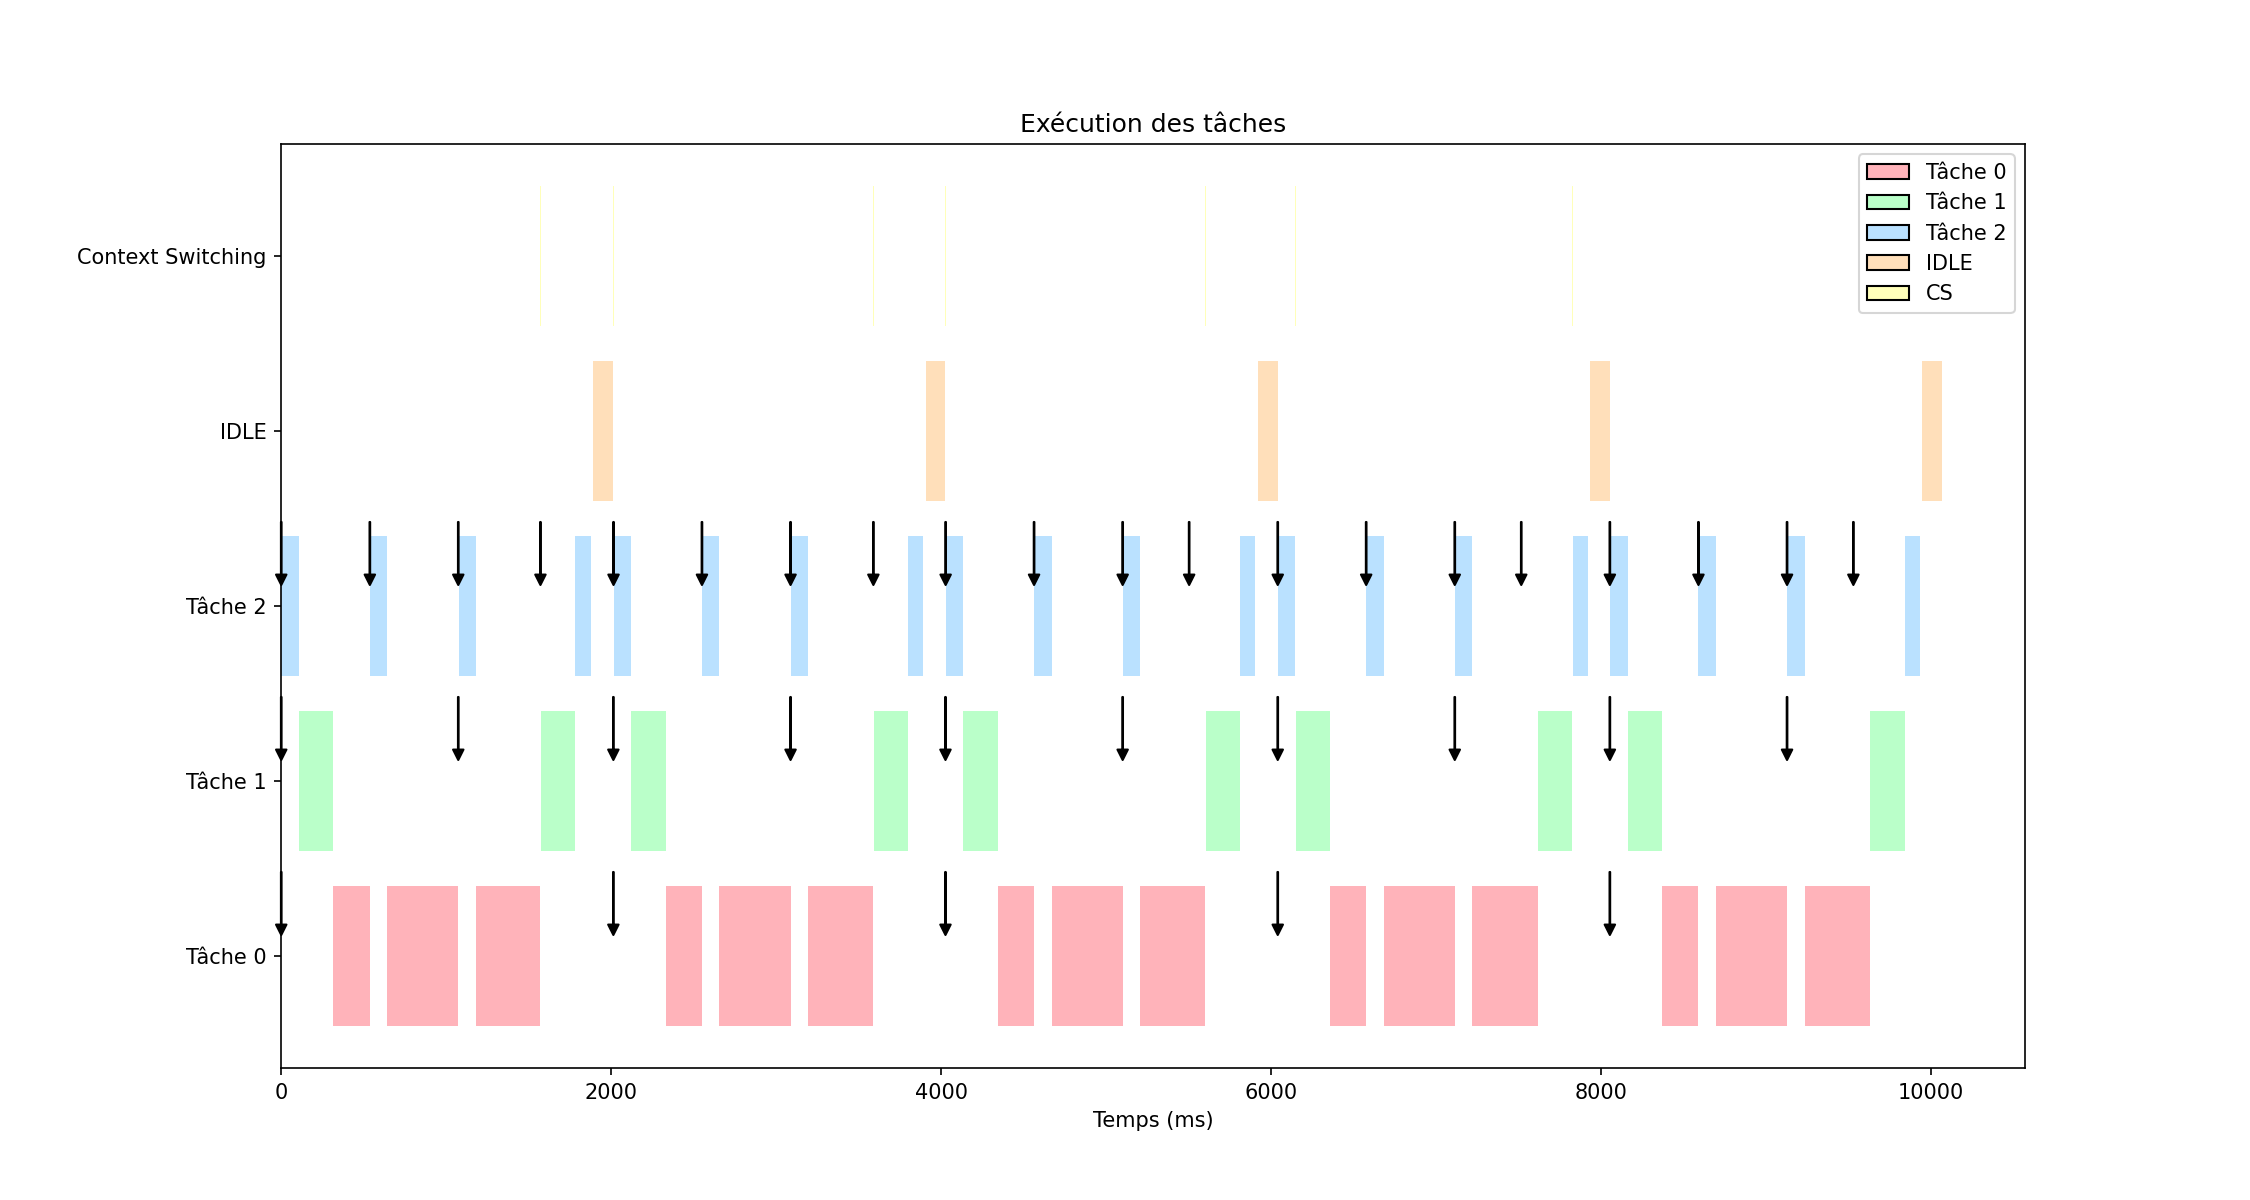 Exécution des tâches
Tâche 0
Tâche 1
Tâche 2
IDLE
CS
Context Switching
IDLE
Tâche 2
Tâche 1
Tâche 0
0 2000 4000 6000 8000 10000
Temps (ms)